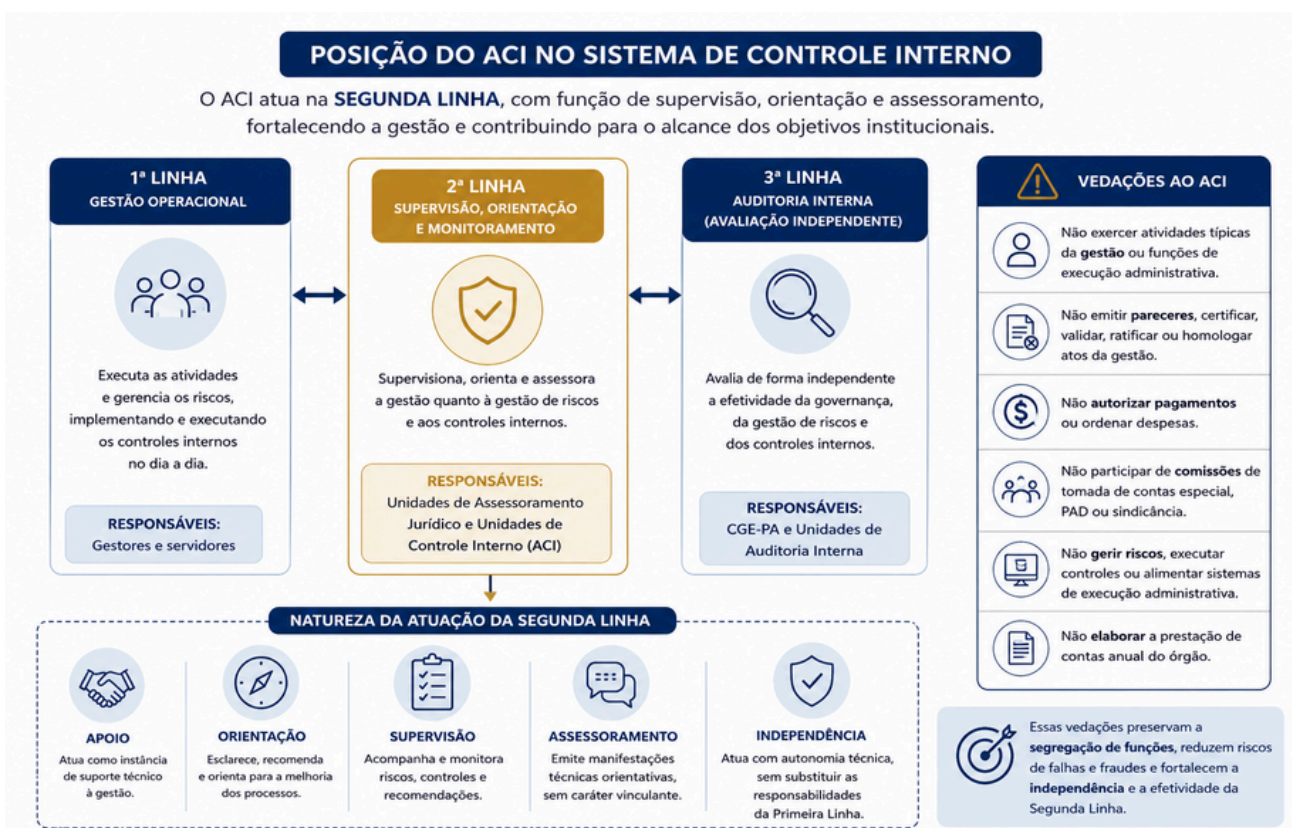 POSIÇÃO DO ACI NO SISTEMA DE CONTROLE INTERNO
O ACI atua na SEGUNDA LINHA, com função de supervisão, orientação e assessoramento,
fortalecendo a gestão e contribuindo para o alcance dos objetivos institucionais.
1ª LINHA
GESTÃO OPERACIONAL
Executa as atividades
e gerencia os riscos,
implementando e executando
os controles internos
no dia a dia.
RESPONSÁVEIS:
Gestores e servidores
2ª LINHA
SUPERVISÃO, ORIENTAÇÃO
E MONITORAMENTO
Supervisiona, orienta e assessora
a gestão quanto à gestão de riscos
e aos controles internos.
RESPONSÁVEIS:
Unidades de Assessoramento
Jurídico e Unidades de
Controle Interno (ACI)
3ª LINHA
AUDITORIA INTERNA
(AVALIAÇÃO INDEPENDENTE)
Avalia de forma independente
a efetividade da governança,
da gestão de riscos e
dos controles internos.
RESPONSÁVEIS:
CGE-PA e Unidades de
Auditoria Interna
VEDAÇÕES AO ACI
Não exercer atividades típicas
da gestão ou funções de
execução administrativa.
Não emitir pareceres, certificar,
validar, ratificar ou homologar
atos da gestão.
Não autorizar pagamentos
ou ordenar despesas.
Não participar de comissões de
tomada de contas especial,
PAD ou sindicância.
Não gerir riscos, executar
controles ou alimentar sistemas
de execução administrativa.
Não elaborar a prestação de
contas anual do órgão.
Essas vedações preservam a
segregação de funções, reduzem riscos
de falhas e fraudes e fortalecem a
independência e a efetividade da
Segunda Linha.
NATUREZA DA ATUAÇÃO DA SEGUNDA LINHA
APOIO
Atua como instância
de suporte técnico
à gestão.
ORIENTAÇÃO
Esclarece, recomenda
e orienta para a melhoria
dos processos.
SUPERVISÃO
Acompanha e monitora
riscos, controles e
recomendações.
ASSESSORAMENTO
Emite manifestações
técnicas orientativas,
sem caráter vinculante.
INDEPENDÊNCIA
Atua com autonomia técnica,
sem substituir as
responsabilidades
da Primeira Linha.